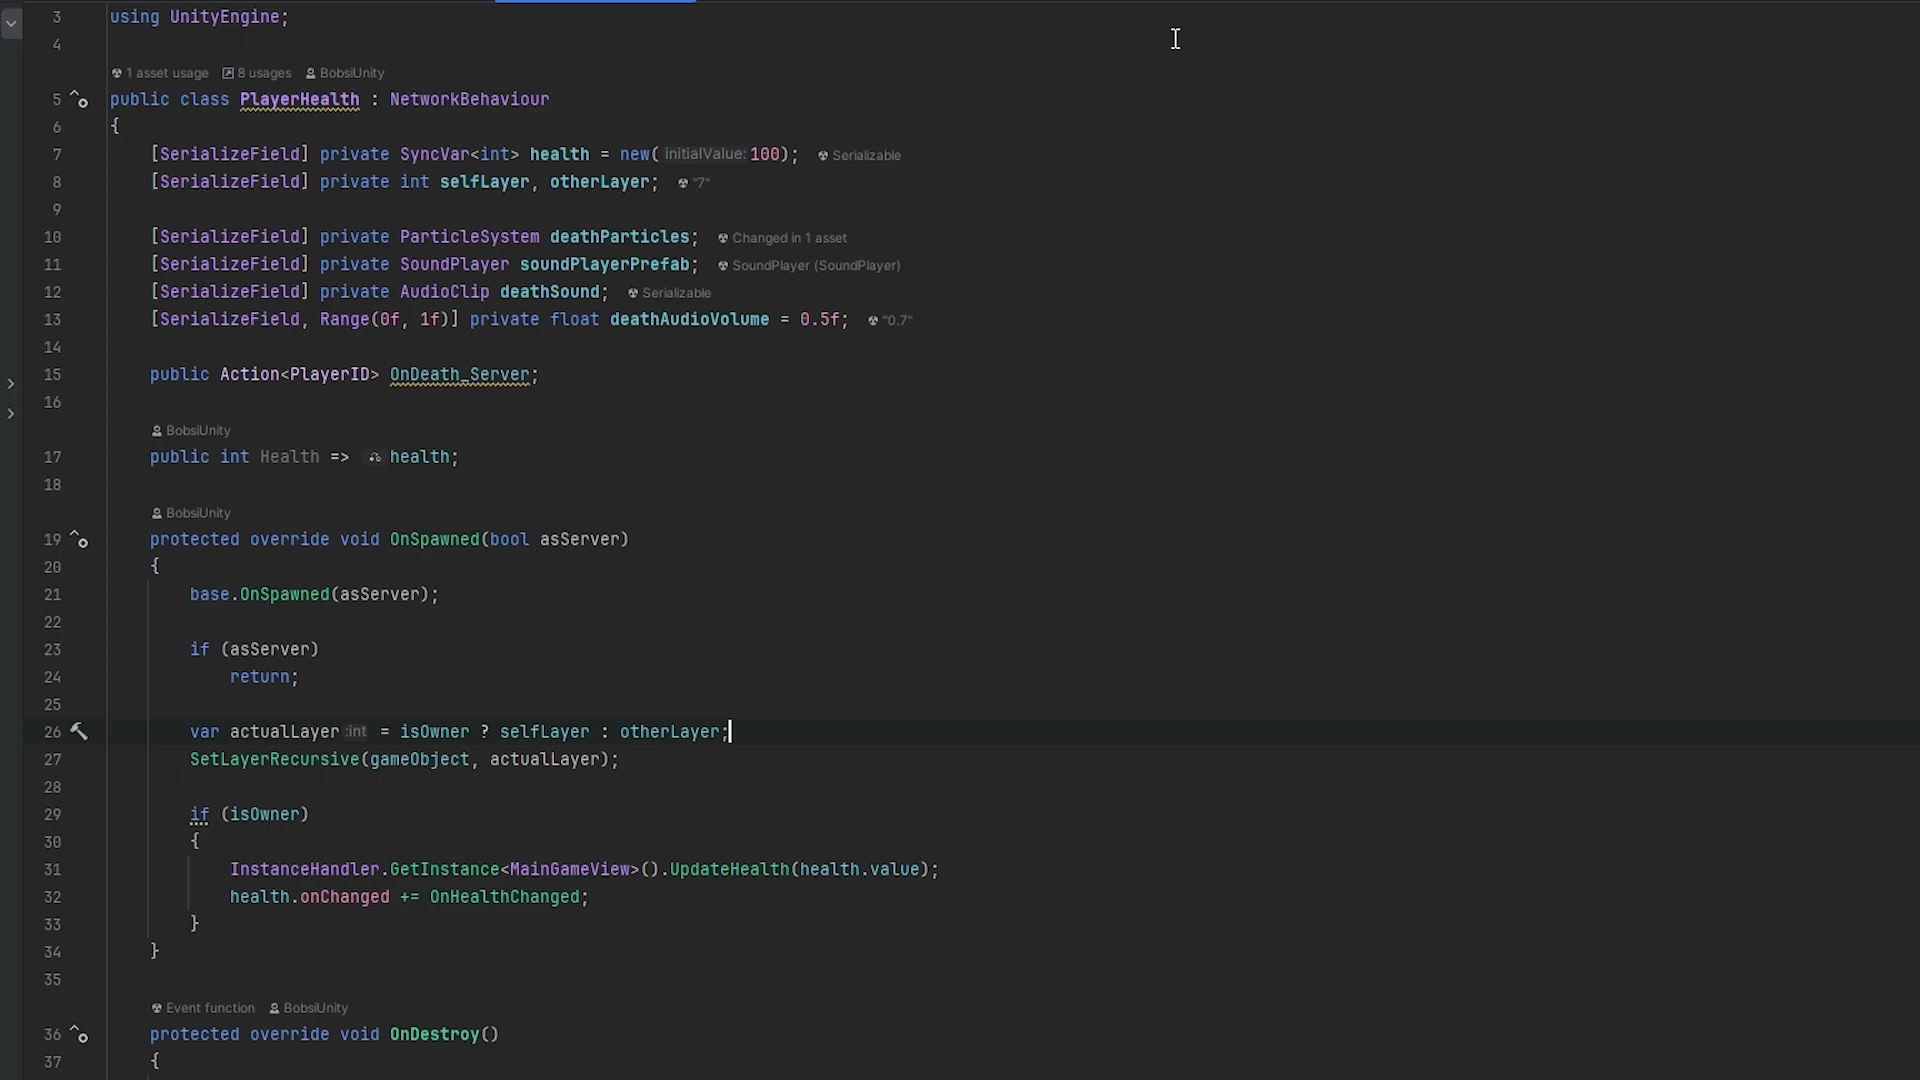 3 using UnityEngine;
4
1 asset usage 8 usages BobsiUnity
5 public class PlayerHealth : NetworkBehaviour
6 {
7 [SerializeField] private SyncVar<int> health = new( initialValue: 100); Serializable
8 [SerializeField] private int selfLayer, otherLayer; "7"
9
10 [SerializeField] private ParticleSystem deathParticles; Changed in 1 asset
11 [SerializeField] private SoundPlayer soundPlayerPrefab; SoundPlayer (SoundPlayer)
12 [SerializeField] private AudioClip deathSound; Serializable
13 [SerializeField, Range(0f, 1f)] private float deathAudioVolume = 0.5f; "0.7"
14
15 public Action<PlayerID> OnDeath_Server;
16
BobsiUnity
17 public int Health => health;
18
BobsiUnity
19 protected override void OnSpawned(bool asServer)
20 {
21 base.OnSpawned(asServer);
22
23 if (asServer)
24 return;
25
26 var actualLayer :int = isOwner ? selfLayer : otherLayer;
27 SetLayerRecursive(gameObject, actualLayer);
28
29 if (isOwner)
30 {
31 InstanceHandler.GetInstance<MainGameView>().UpdateHealth(health.value);
32 health.onChanged += OnHealthChanged;
33 }
34 }
35
Event function BobsiUnity
36 protected override void OnDestroy()
37 {